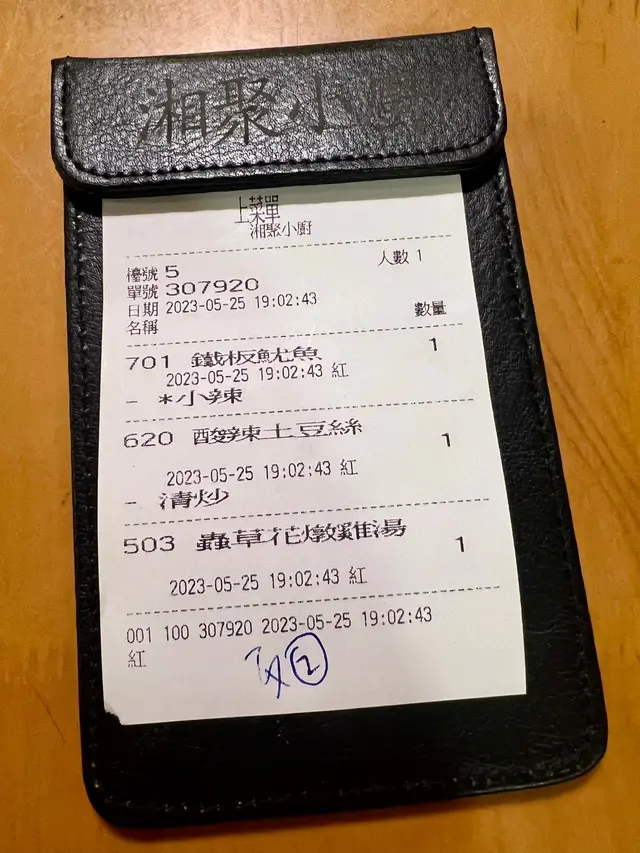 湘聚小廚
上菜單
湘聚小廚
檯號 5 人數 1
單號 307920
日期 2023-05-25 19:02:43
名稱 數量
701 鐵板魷魚 1
2023-05-25 19:02:43 紅
- *小辣
620 酸辣土豆絲 1
2023-05-25 19:02:43 紅
- 清炒
503 蟲草花燉雞湯 1
2023-05-25 19:02:43 紅
001 100 307920 2023-05-25 19:02:43
紅
2